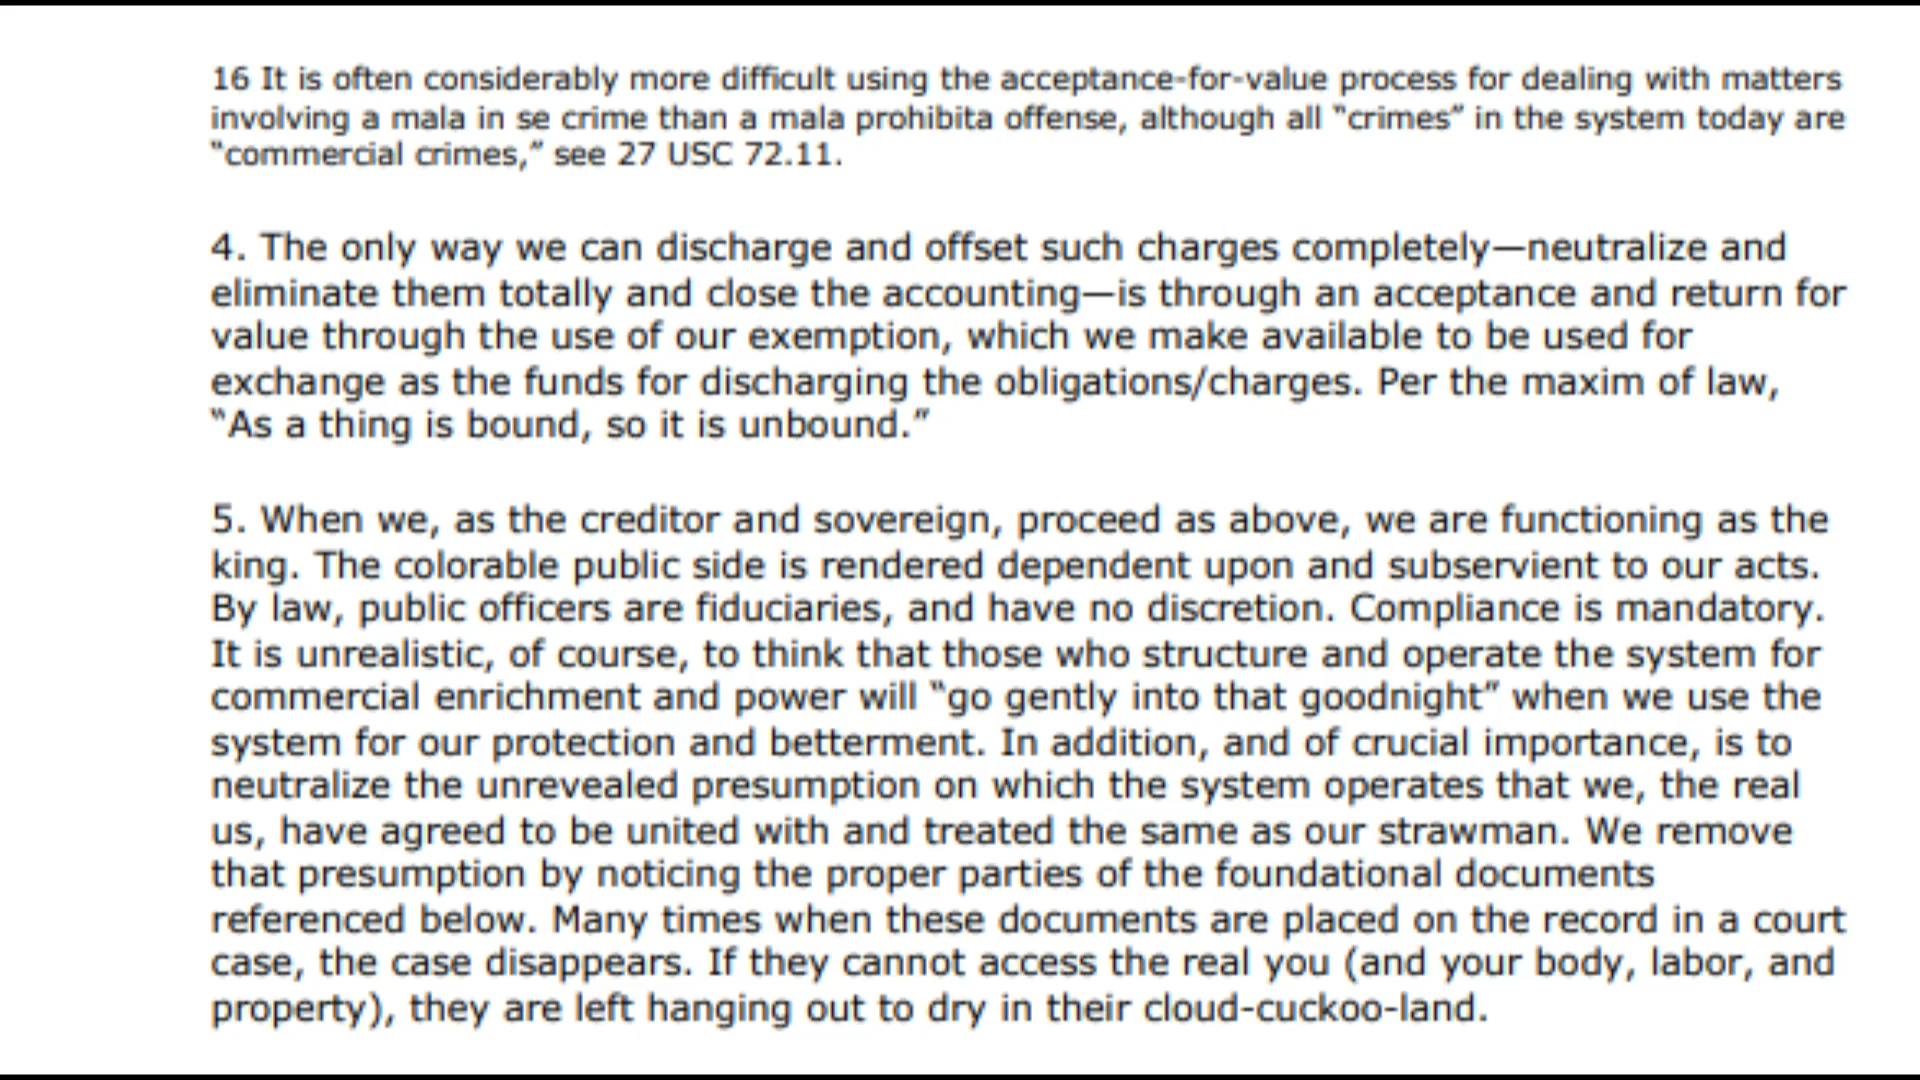 16 It is often considerably more difficult using the acceptance-for-value process for dealing with matters
involving a mala in se crime than a mala prohibita offense, although all “crimes” in the system today are
“commercial crimes,” see 27 USC 72.11.
4. The only way we can discharge and offset such charges completely—neutralize and
eliminate them totally and close the accounting—is through an acceptance and return for
value through the use of our exemption, which we make available to be used for
exchange as the funds for discharging the obligations/charges. Per the maxim of law,
“As a thing is bound, so it is unbound.”
5. When we, as the creditor and sovereign, proceed as above, we are functioning as the
king. The colorable public side is rendered dependent upon and subservient to our acts.
By law, public officers are fiduciaries, and have no discretion. Compliance is mandatory.
It is unrealistic, of course, to think that those who structure and operate the system for
commercial enrichment and power will “go gently into that goodnight” when we use the
system for our protection and betterment. In addition, and of crucial importance, is to
neutralize the unrevealed presumption on which the system operates that we, the real
us, have agreed to be united with and treated the same as our strawman. We remove
that presumption by noticing the proper parties of the foundational documents
referenced below. Many times when these documents are placed on the record in a court
case, the case disappears. If they cannot access the real you (and your body, labor, and
property), they are left hanging out to dry in their cloud-cuckoo-land.